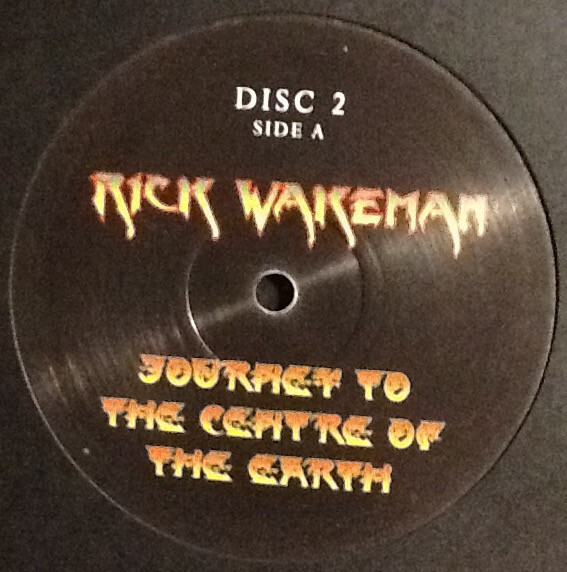 DISC 2
SIDE A
RICK WAKEMAN
JOURNEY TO
THE CENTRE OF
THE EARTH